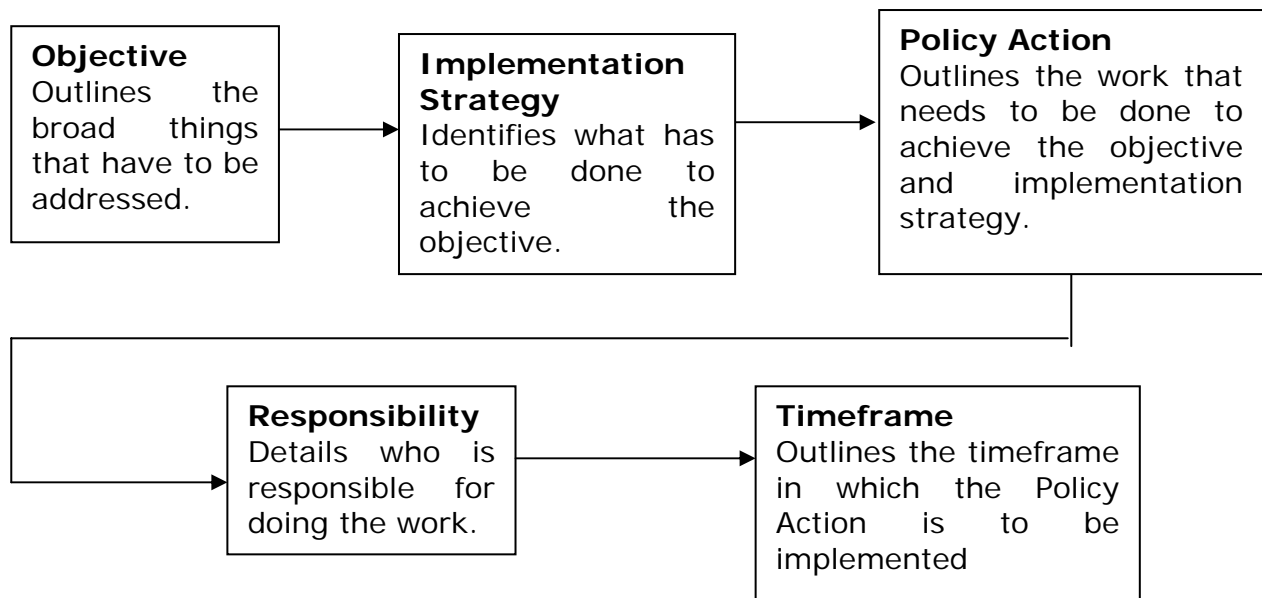 Objective
Outlines the
broad things
that have to be
addressed.
Implementation
Strategy
Identifies what has
to be done to
achieve the
objective.
Policy Action
Outlines the work that
needs to be done to
achieve the objective
and implementation
strategy.
Responsibility
Details who is
responsible for
doing the work.
Timeframe
Outlines the timeframe
in which the Policy
Action is to be
implemented